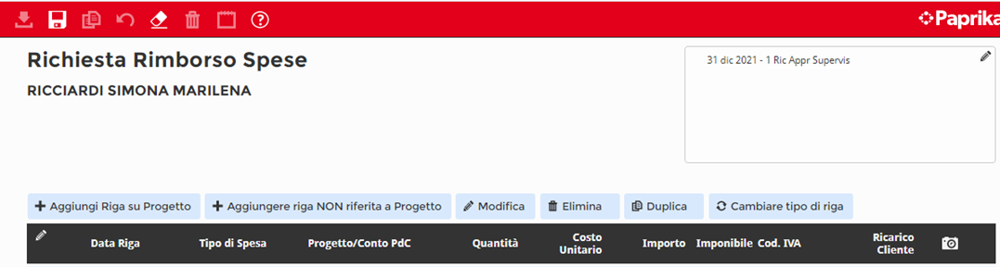 Paprika
Richiesta Rimborso Spese
31 dic 2021 - 1 Ric Appr Supervis
RICCIARDI SIMONA MARILENA
Aggiungi Riga su Progetto
Aggiungere riga NON riferita a Progetto
Modifica
Elimina
Duplica
Cambiare tipo di riga
Data Riga
Tipo di Spesa
Progetto/Conto PdC
Quantità
Costo
Unitario
Importo
Imponibile
Cod. IVA
Ricarico
Cliente